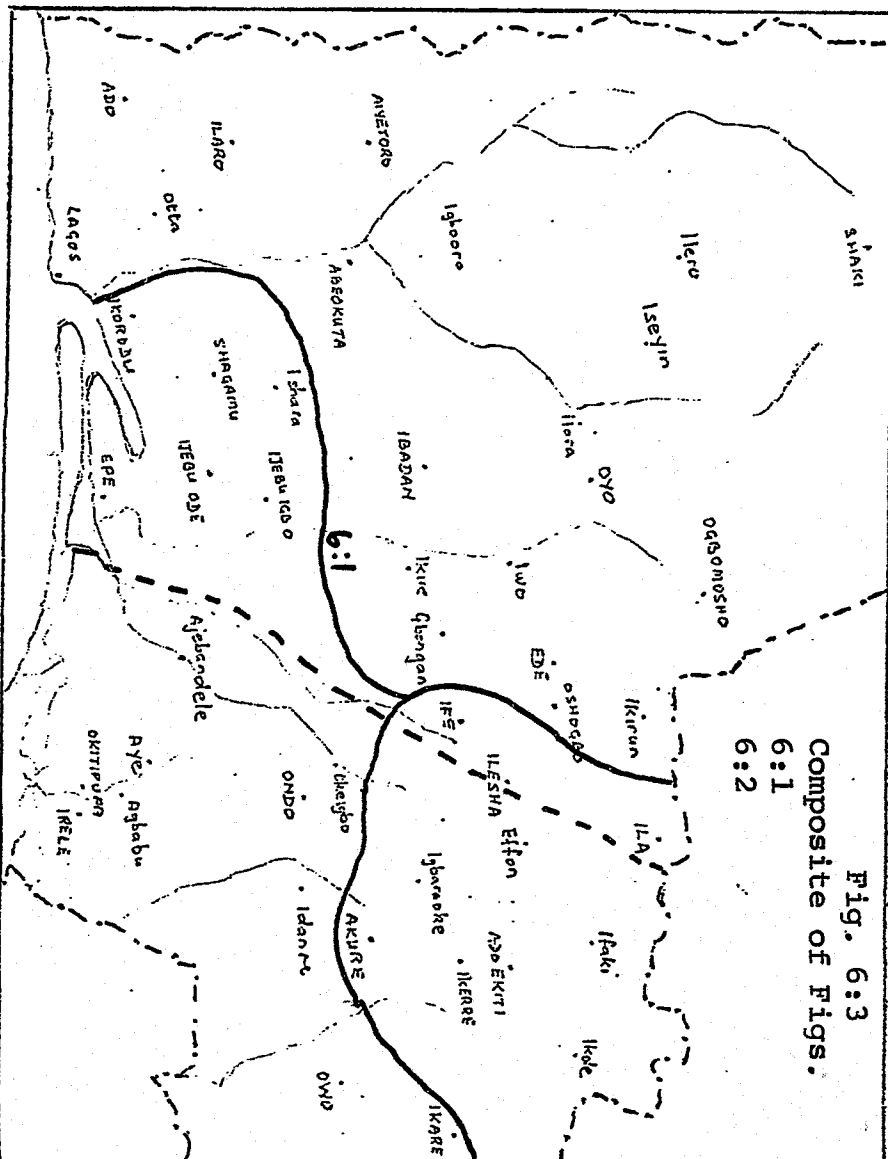 Fig. 6:3
Composite of Figs.
6:1
6:2
SHAKI
Ilero
Iseyin
Igbooro
AIYETORO
ILARO
ADO
Otta
LAGOS
ABEOKUTA
IKORODU
SHAGAMU
Ishara
IJEBU ODE
IJEBU IGBO
EPE
IBADAN
Ilora
OYO
OGBOMOSHO
IWO
Ikire
Gbongan
EDE
OSHOGBO
Ikirun
6:1
IFE
ILESHA
Effon
ILA
Ajebandele
ONDO
Aye
Agbabu
OKITIPUPA
IRELE
Igbaraoke
Idanre
AKURE
ADO EKITI
IKERRE
Ifaki
Ikole
OWO
IKARE